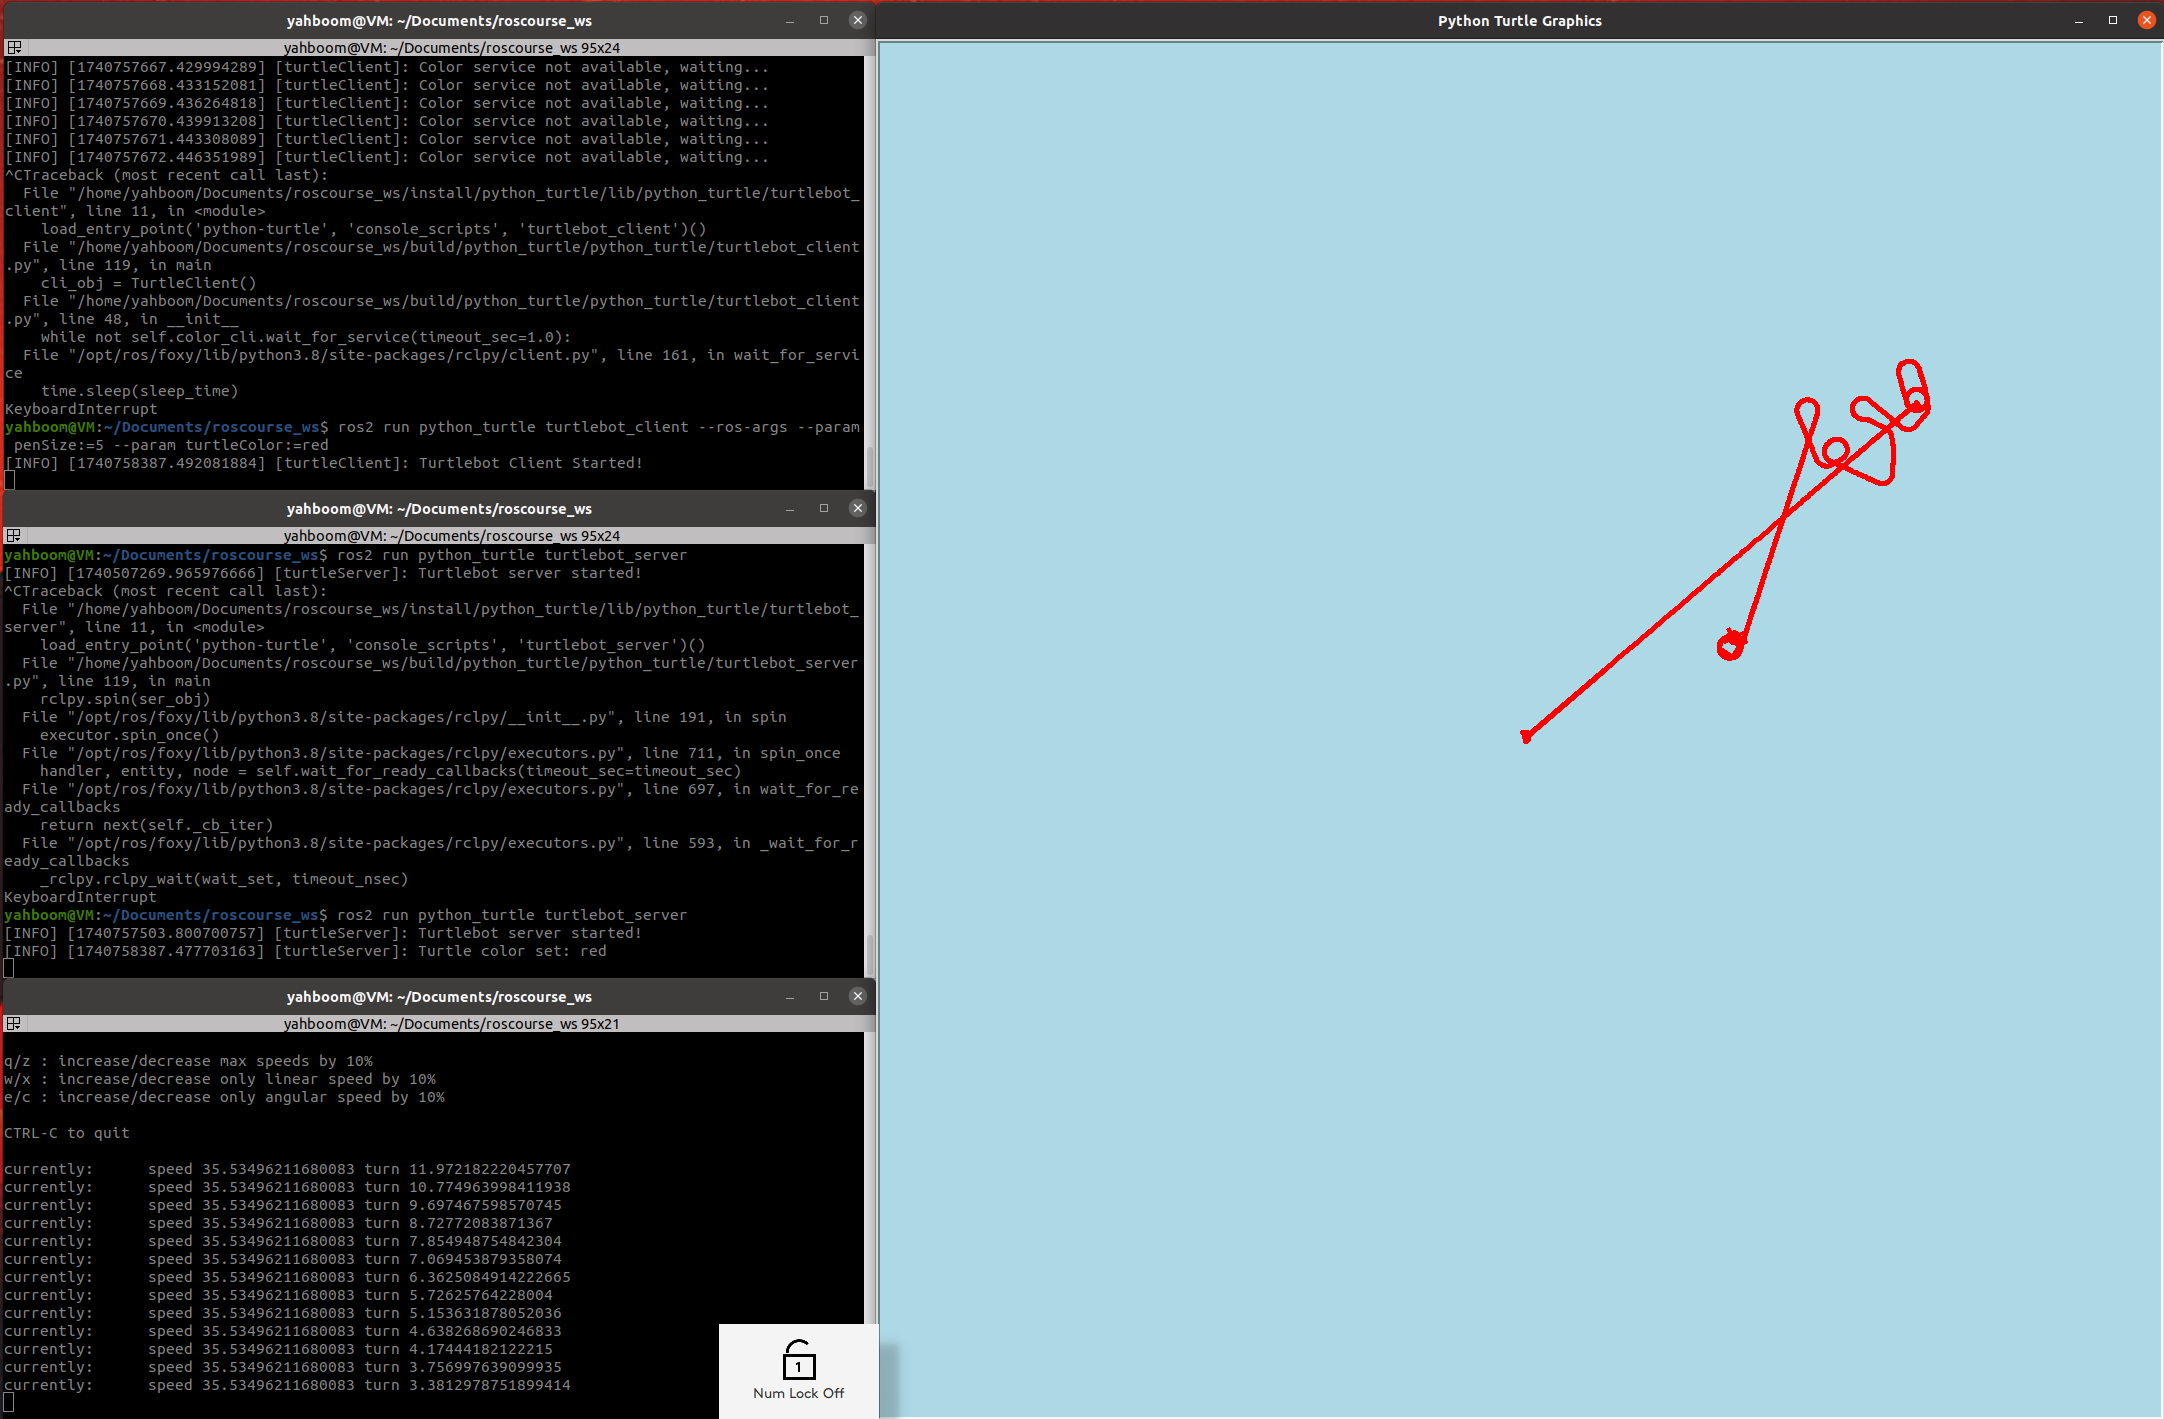 yahboom@VM: ~/Documents/roscourse_ws
yahboom@VM: ~/Documents/roscourse_ws 95x24
[INFO] [1740757667.429994289] [turtleClient]: Color service not available, waiting...
[INFO] [1740757668.433152081] [turtleClient]: Color service not available, waiting...
[INFO] [1740757669.436264818] [turtleClient]: Color service not available, waiting...
[INFO] [1740757670.439913208] [turtleClient]: Color service not available, waiting...
[INFO] [1740757671.443308089] [turtleClient]: Color service not available, waiting...
[INFO] [1740757672.446351989] [turtleClient]: Color service not available, waiting...
^CTraceback (most recent call last):
  File "/home/yahboom/Documents/roscourse_ws/install/python_turtle/lib/python_turtle/turtlebot_
client", line 11, in <module>
    load_entry_point('python-turtle', 'console_scripts', 'turtlebot_client')()
  File "/home/yahboom/Documents/roscourse_ws/build/python_turtle/python_turtle/turtlebot_client
.py", line 119, in main
    cli_obj = TurtleClient()
  File "/home/yahboom/Documents/roscourse_ws/build/python_turtle/python_turtle/turtlebot_client
.py", line 48, in __init__
    while not self.color_cli.wait_for_service(timeout_sec=1.0):
  File "/opt/ros/foxy/lib/python3.8/site-packages/rclpy/client.py", line 161, in wait_for_servi
ce
    time.sleep(sleep_time)
KeyboardInterrupt
yahboom@VM:~/Documents/roscourse_ws$ ros2 run python_turtle turtlebot_client --ros-args --param
 penSize:=5 --param turtleColor:=red
[INFO] [1740758387.492081884] [turtleClient]: Turtlebot Client Started!
yahboom@VM: ~/Documents/roscourse_ws
yahboom@VM: ~/Documents/roscourse_ws 95x24
yahboom@VM:~/Documents/roscourse_ws$ ros2 run python_turtle turtlebot_server
[INFO] [1740507269.965976666] [turtleServer]: Turtlebot server started!
^CTraceback (most recent call last):
  File "/home/yahboom/Documents/roscourse_ws/install/python_turtle/lib/python_turtle/turtlebot_
server", line 11, in <module>
    load_entry_point('python-turtle', 'console_scripts', 'turtlebot_server')()
  File "/home/yahboom/Documents/roscourse_ws/build/python_turtle/python_turtle/turtlebot_server
.py", line 119, in main
    rclpy.spin(ser_obj)
  File "/opt/ros/foxy/lib/python3.8/site-packages/rclpy/__init__.py", line 191, in spin
    executor.spin_once()
  File "/opt/ros/foxy/lib/python3.8/site-packages/rclpy/executors.py", line 711, in spin_once
    handler, entity, node = self.wait_for_ready_callbacks(timeout_sec=timeout_sec)
  File "/opt/ros/foxy/lib/python3.8/site-packages/rclpy/executors.py", line 697, in wait_for_re
ady_callbacks
    return next(self._cb_iter)
  File "/opt/ros/foxy/lib/python3.8/site-packages/rclpy/executors.py", line 593, in _wait_for_r
eady_callbacks
    _rclpy.rclpy_wait(wait_set, timeout_nsec)
KeyboardInterrupt
yahboom@VM:~/Documents/roscourse_ws$ ros2 run python_turtle turtlebot_server
[INFO] [1740757503.800700757] [turtleServer]: Turtlebot server started!
[INFO] [1740758387.477703163] [turtleServer]: Turtle color set: red
yahboom@VM: ~/Documents/roscourse_ws
yahboom@VM: ~/Documents/roscourse_ws 95x21
q/z : increase/decrease max speeds by 10%
w/x : increase/decrease only linear speed by 10%
e/c : increase/decrease only angular speed by 10%
CTRL-C to quit
currently:      speed 35.53496211680083 turn 11.972182220457707
currently:      speed 35.53496211680083 turn 10.774963998411938
currently:      speed 35.53496211680083 turn 9.697467598570745
currently:      speed 35.53496211680083 turn 8.72772083871367
currently:      speed 35.53496211680083 turn 7.854948754842304
currently:      speed 35.53496211680083 turn 7.069453879358074
currently:      speed 35.53496211680083 turn 6.3625084914222665
currently:      speed 35.53496211680083 turn 5.72625764228004
currently:      speed 35.53496211680083 turn 5.153631878052036
currently:      speed 35.53496211680083 turn 4.638268690246833
currently:      speed 35.53496211680083 turn 4.17444182122215
currently:      speed 35.53496211680083 turn 3.756997639099935
currently:      speed 35.53496211680083 turn 3.3812978751899414
1
Num Lock Off
Python Turtle Graphics